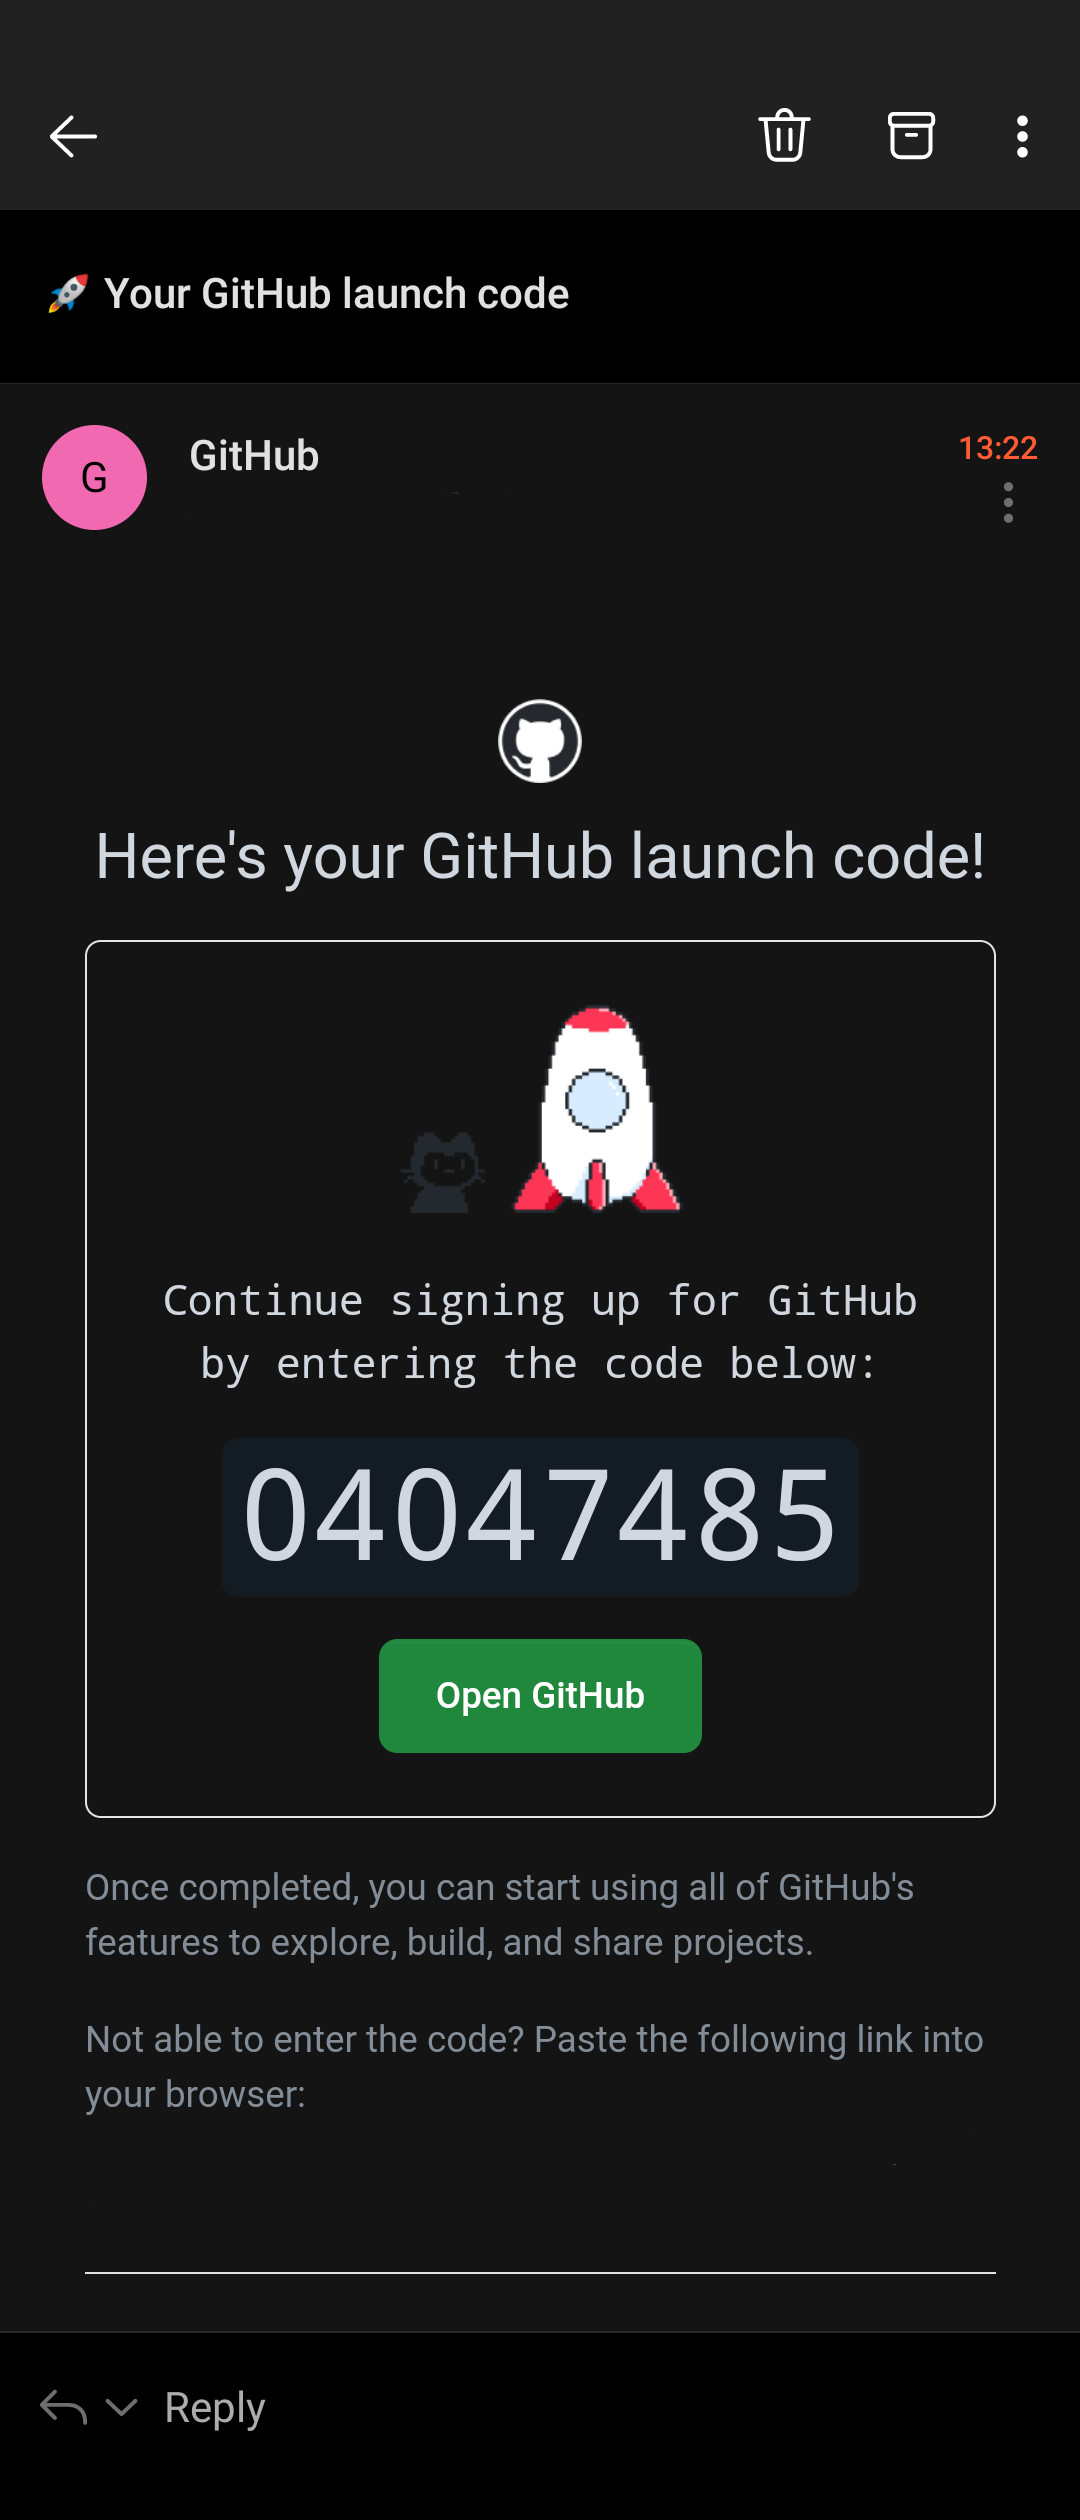 🚀 Your GitHub launch code
G
GitHub
13:22
Here's your GitHub launch code!
Continue signing up for GitHub
by entering the code below:
04047485
Open GitHub
Once completed, you can start using all of GitHub's
features to explore, build, and share projects.
Not able to enter the code? Paste the following link into
your browser:
Reply